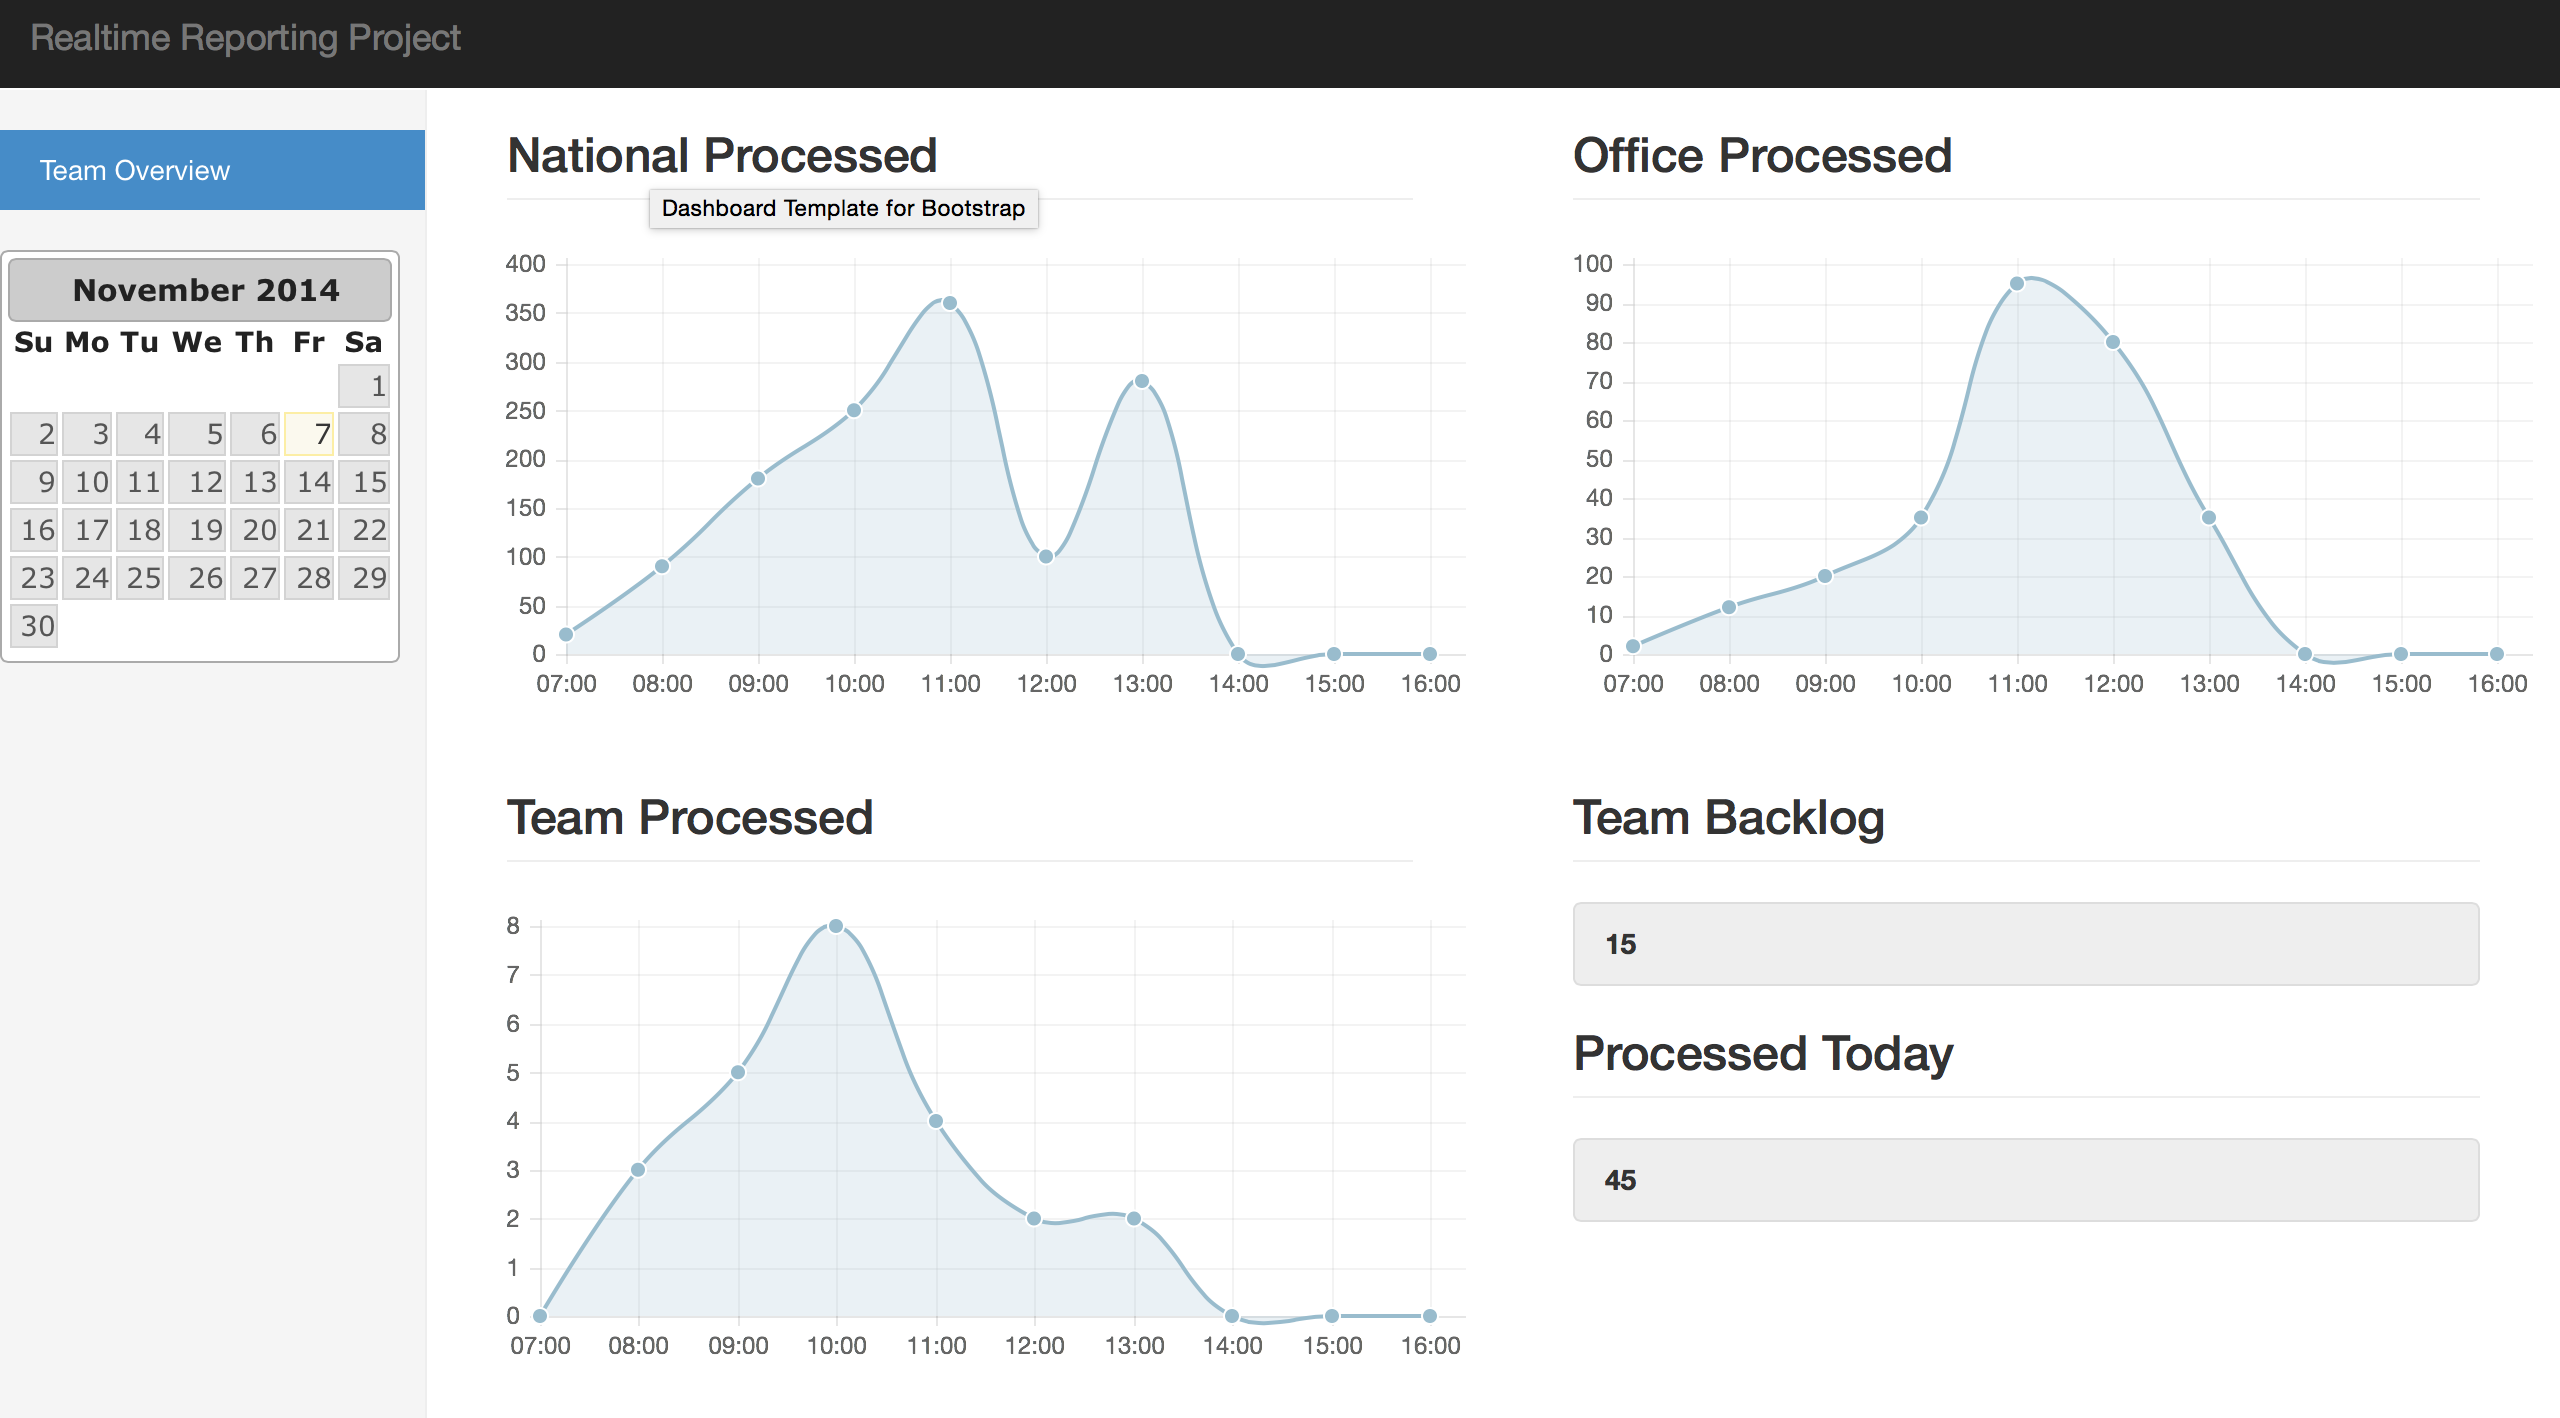 Realtime Reporting Project
Team Overview
November 2014
Su Mo Tu We Th Fr Sa
1
2 3 4 5 6 7 8
9 10 11 12 13 14 15
16 17 18 19 20 21 22
23 24 25 26 27 28 29
30
National Processed
Dashboard Template for Bootstrap
400
350
300
250
200
150
100
50
0
07:00 08:00 09:00 10:00 11:00 12:00 13:00 14:00 15:00 16:00
Office Processed
100
90
80
70
60
50
40
30
20
10
0
07:00 08:00 09:00 10:00 11:00 12:00 13:00 14:00 15:00 16:00
Team Processed
8
7
6
5
4
3
2
1
0
07:00 08:00 09:00 10:00 11:00 12:00 13:00 14:00 15:00 16:00
Team Backlog
15
Processed Today
45